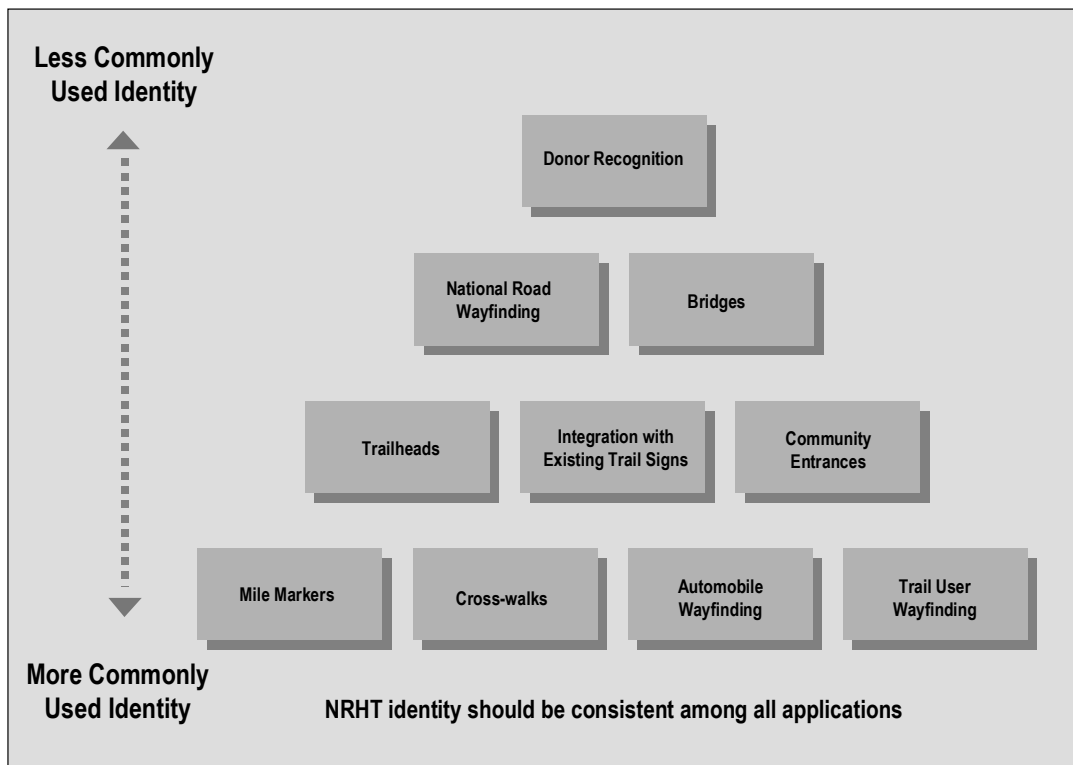 Less Commonly
Used Identity
Donor Recognition
National Road
Wayfinding
Bridges
Trailheads
Integration with
Existing Trail Signs
Community
Entrances
Mile Markers
Cross-walks
Automobile
Wayfinding
Trail User
Wayfinding
More Commonly
Used Identity
NRHT identity should be consistent among all applications